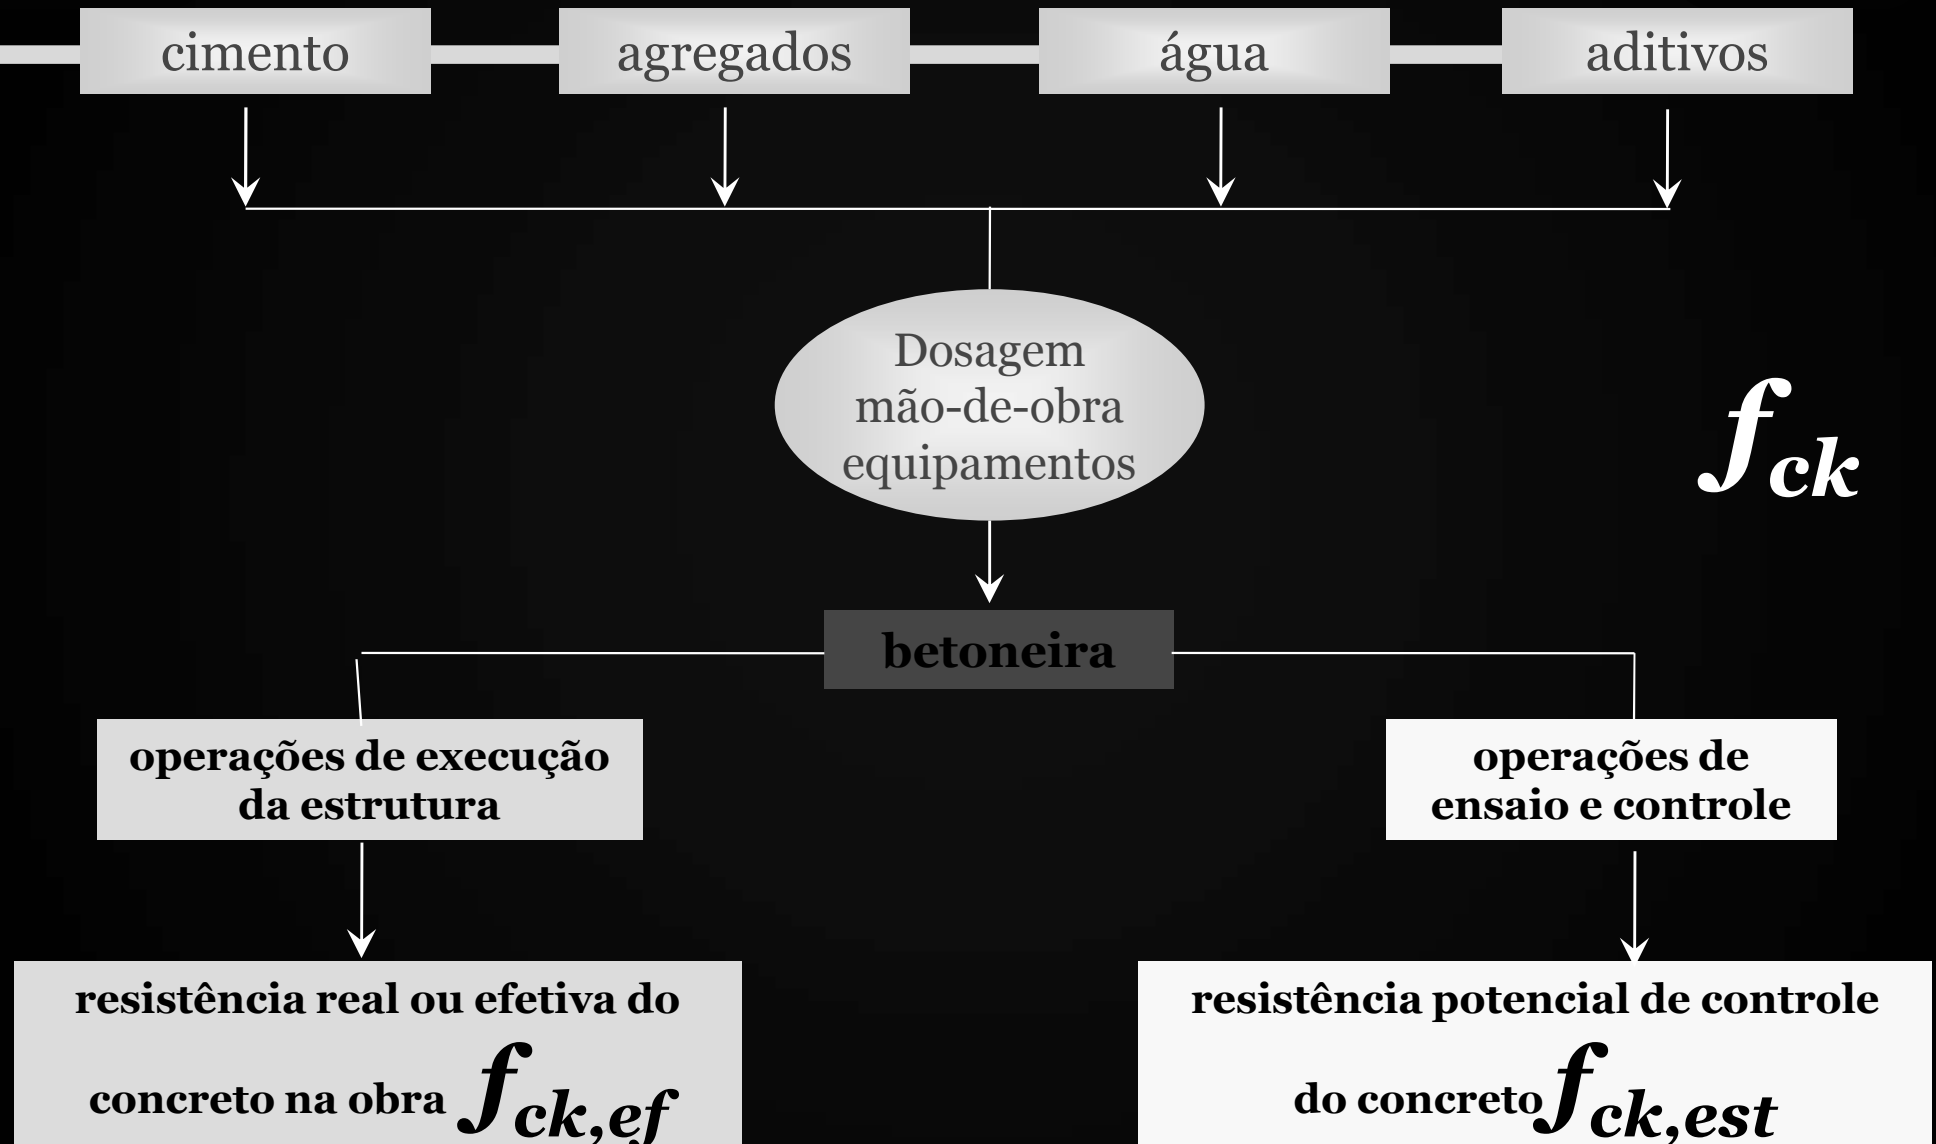 cimento
agregados
água
aditivos
Dosagem
mão-de-obra
equipamentos
fck
betoneira
operações de execução
da estrutura
operações de
ensaio e controle
resistência real ou efetiva do
concreto na obra fck,ef
resistência potencial de controle
do concreto fck,est